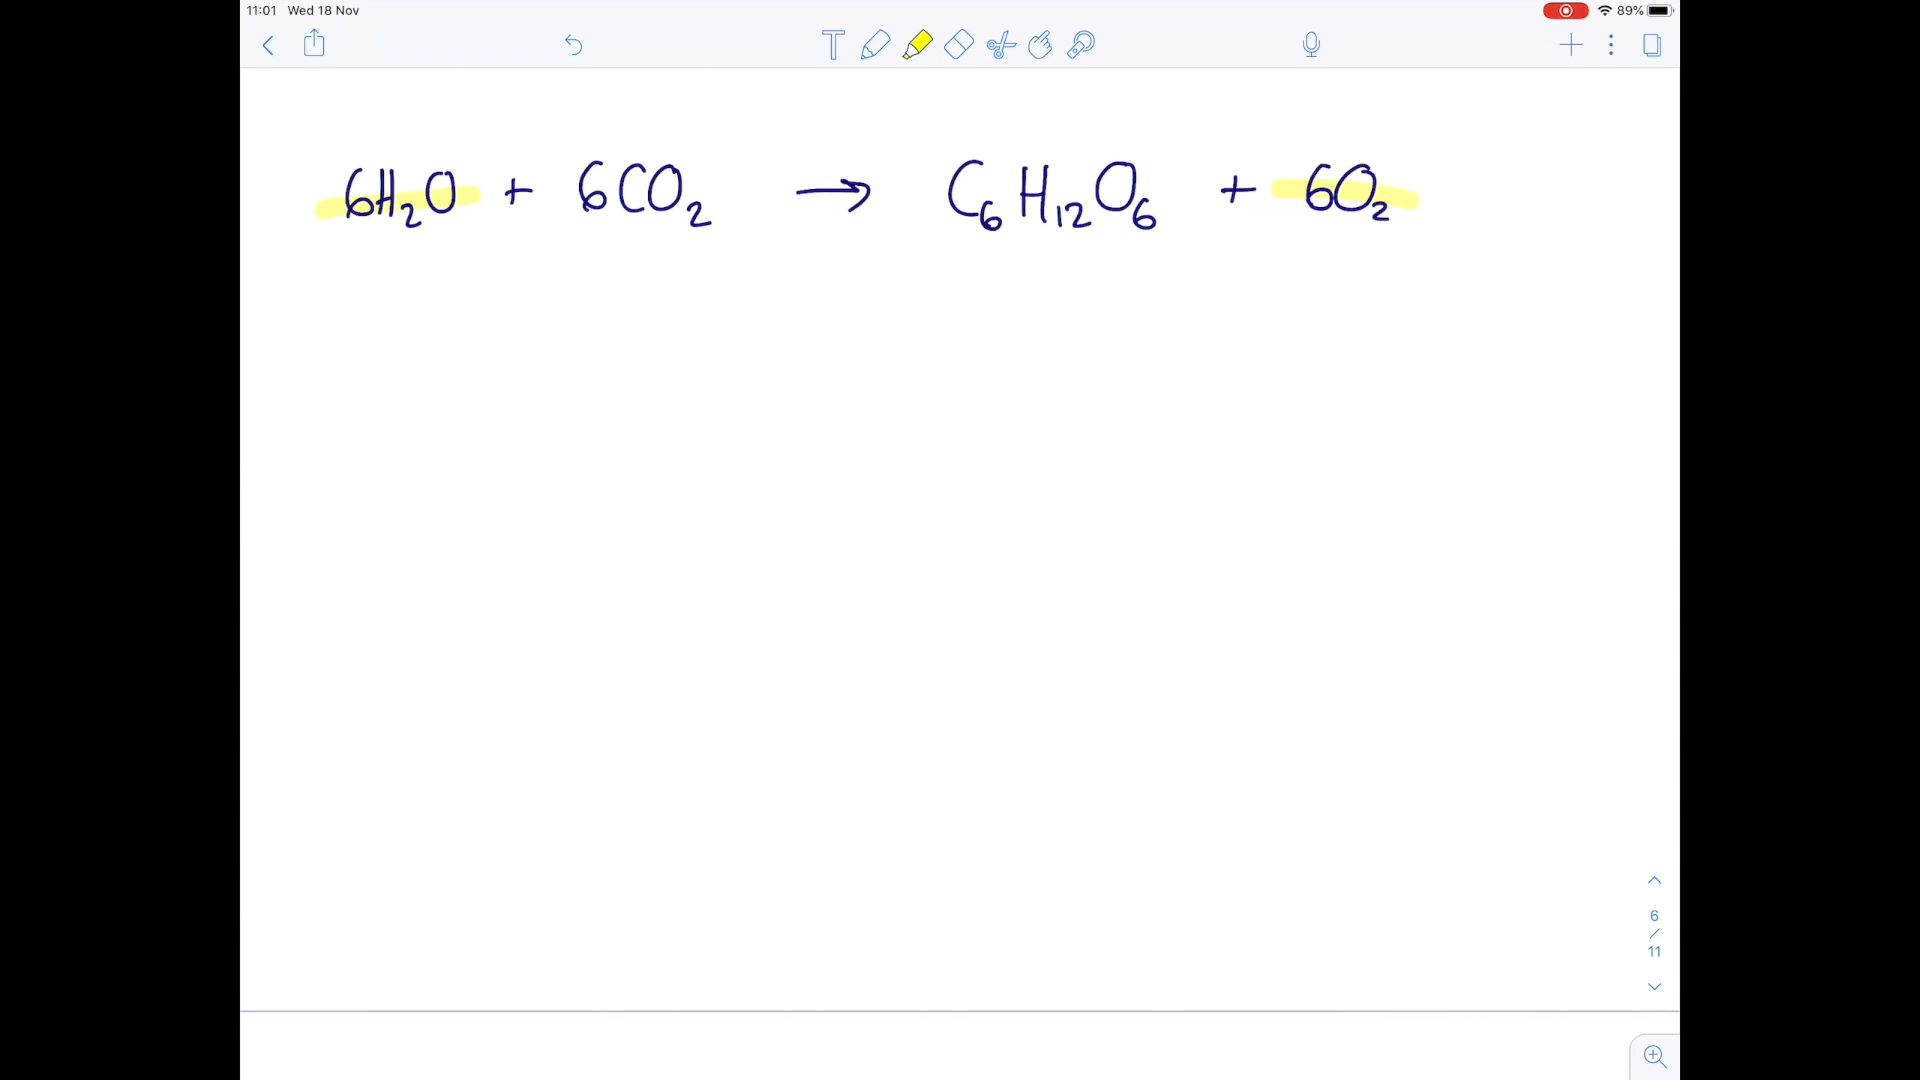 11:01 Wed 18 Nov 89%
T
6H₂O + 6CO₂ → C₆H₁₂O₆ + 6O₂
6
/
11